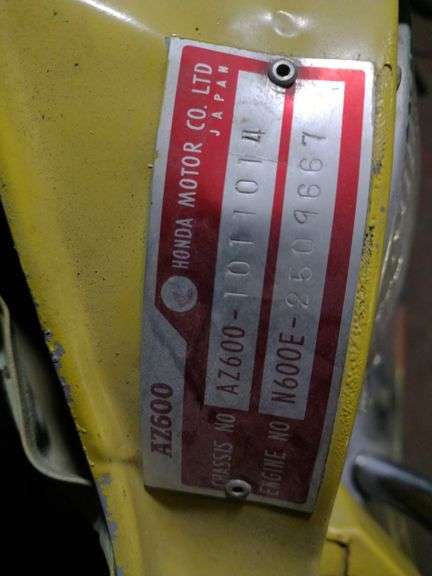 AZ600
HONDA MOTOR CO. LTD
JAPAN
CHASSIS NO AZ600-1011014
ENGINE NO N600E-2509667